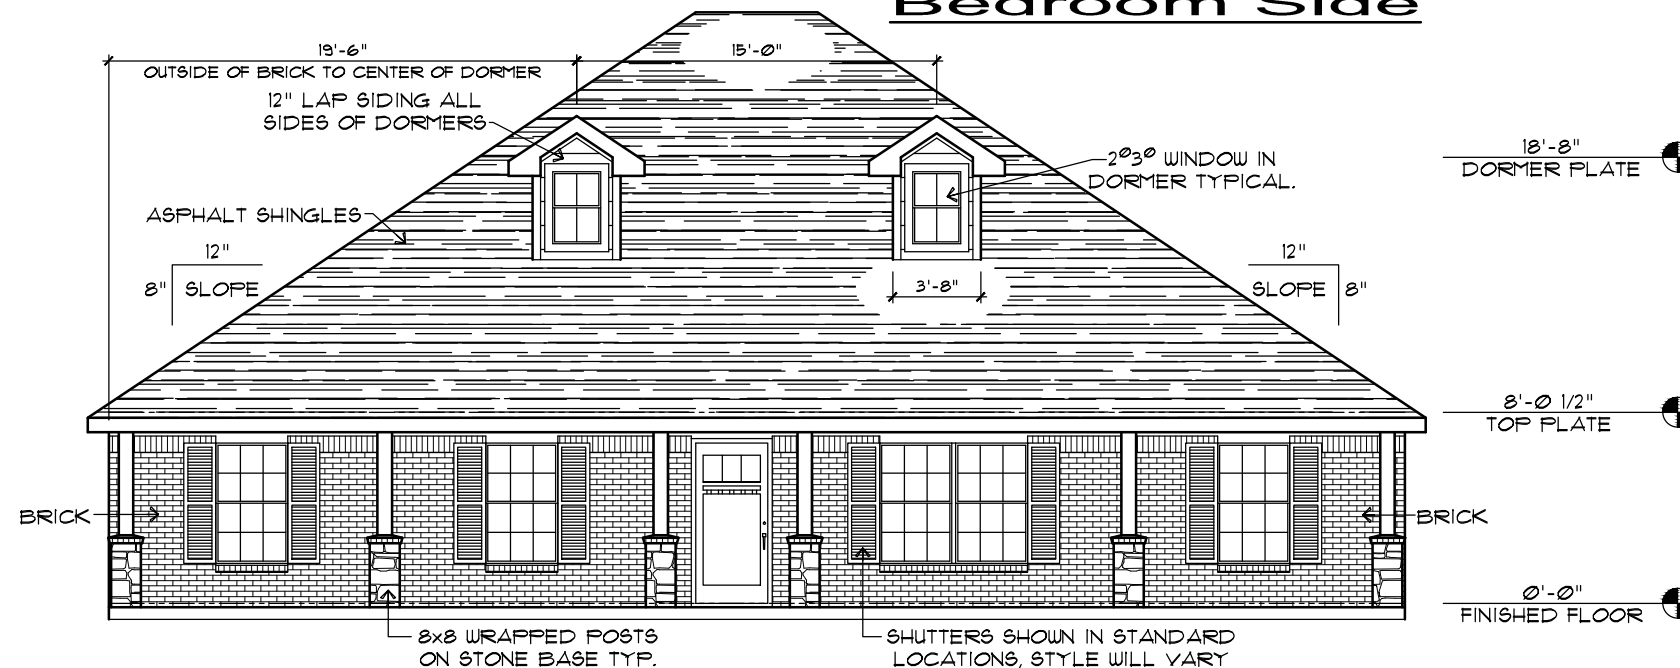 Bedroom Side
19'-6"
15'-0"
OUTSIDE OF BRICK TO CENTER OF DORMER
12" LAP SIDING ALL
SIDES OF DORMERS
2⁰3⁰ WINDOW IN
DORMER TYPICAL.
18'-8"
DORMER PLATE
ASPHALT SHINGLES
12"
8" SLOPE
12"
SLOPE 8"
3'-8"
8'-0 1/2"
TOP PLATE
BRICK
BRICK
0'-0"
FINISHED FLOOR
8x8 WRAPPED POSTS
ON STONE BASE TYP.
SHUTTERS SHOWN IN STANDARD
LOCATIONS, STYLE WILL VARY